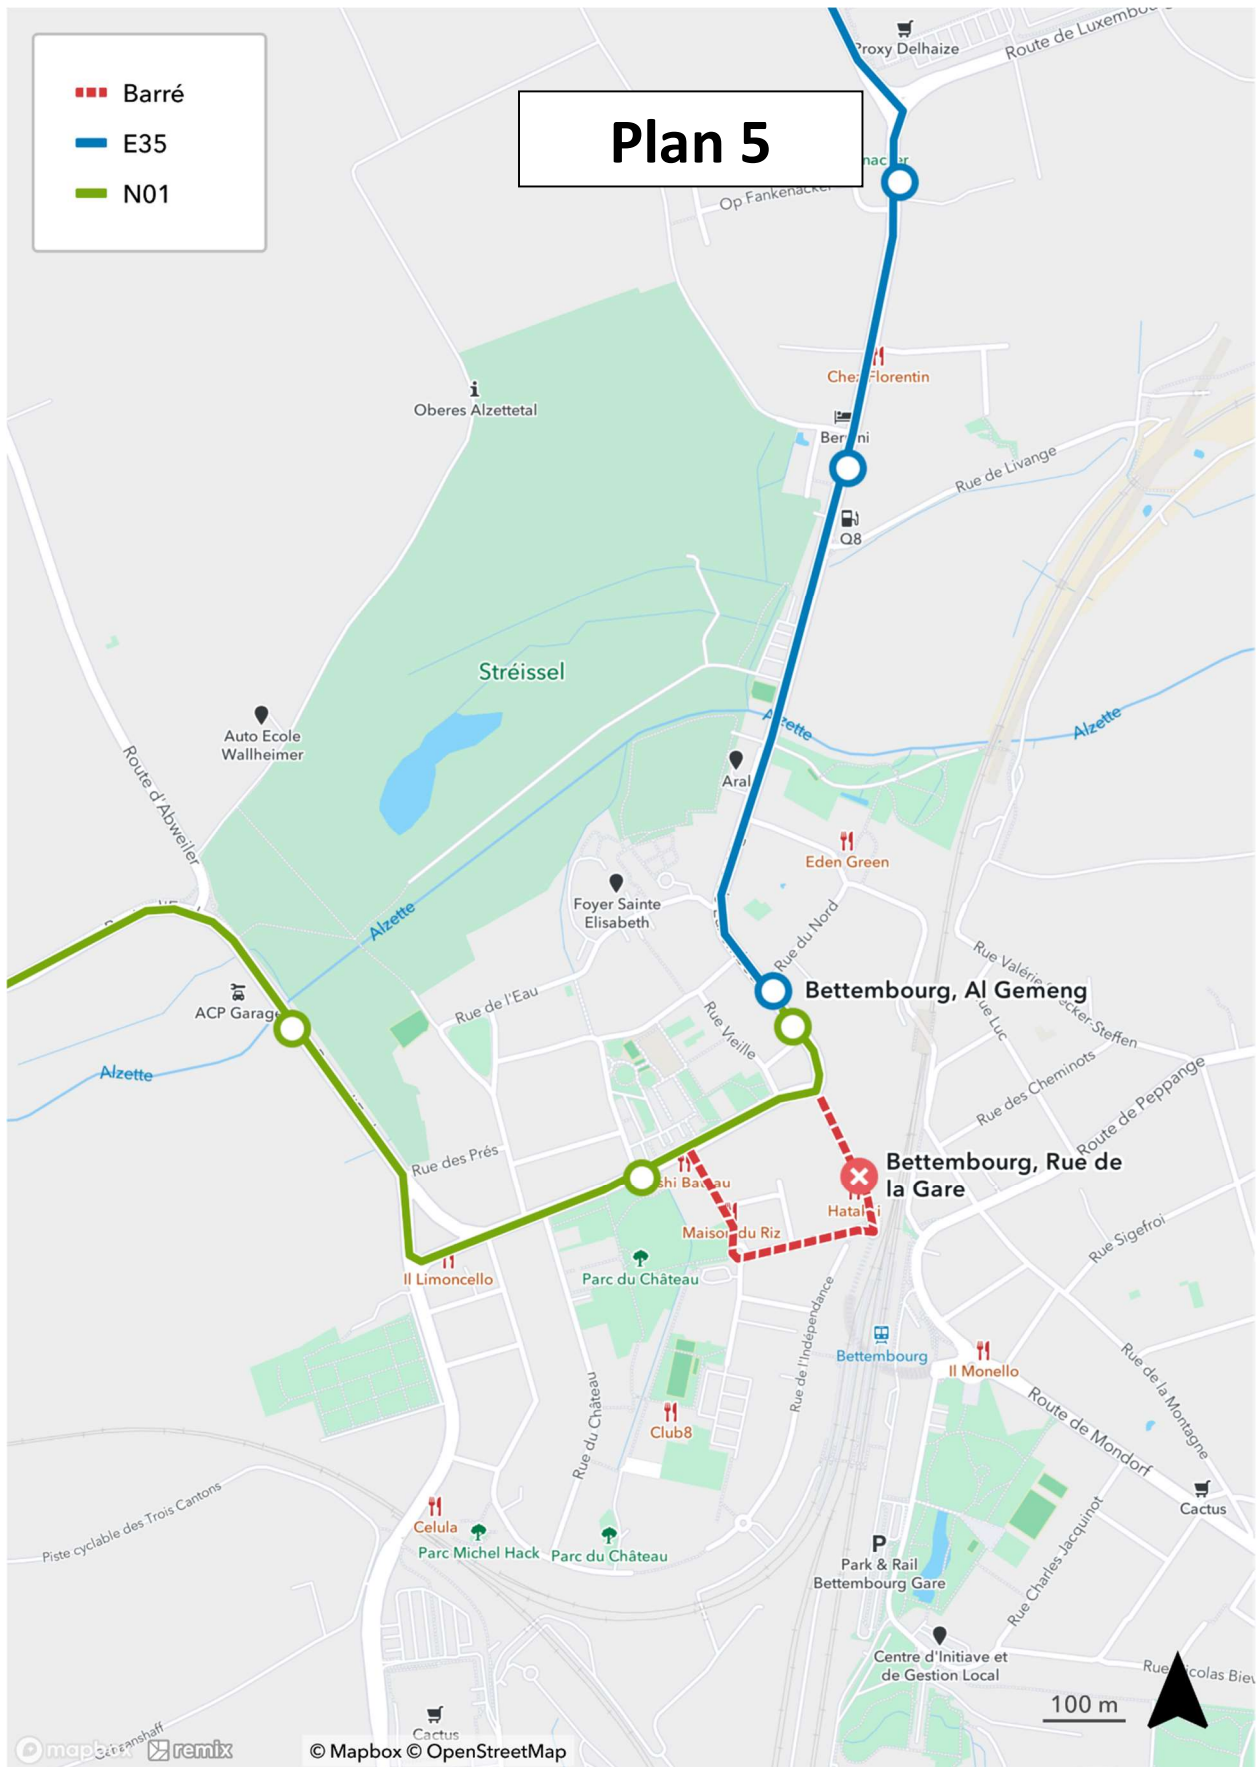 Barré
E35
N01
Plan 5
Proxy Delhaize
Route de
Op Fankenacker
Chez Florentin
Oberes Alzettetal
Rue de Livange
Q8
Stréissel
Auto Ecole
Wallheimer
Alzette
Alzette
Route d'Abweiler
Aral
Eden Green
Foyer Sainte
Elisabeth
Alzette
Rue du Nord
Bettembourg, Al Gemeng
Rue de l'Eau
ACP Garage
Rue Vieille
Rue des Cheminots
Alzette
Route de Peppange
Rue des Prés
Bettembourg, Rue de
la Gare
Maison du Riz
Rue Sigefroi
Il Limoncello
Parc du Château
Rue de l'Indépendance
Bettembourg
Il Monello
Rue de la Montagne
Rue du Château
Club8
Route de Mondorf
Cactus
Piste cyclable des Trois Cantons
Celula
Parc Michel Hack
Parc du Château
P
Park & Rail
Bettembourg Gare
Rue Charles Jacquinot
Centre d'Initiave et
de Gestion Local
100 m
Cactus
mapbox
remix
© Mapbox © OpenStreetMap